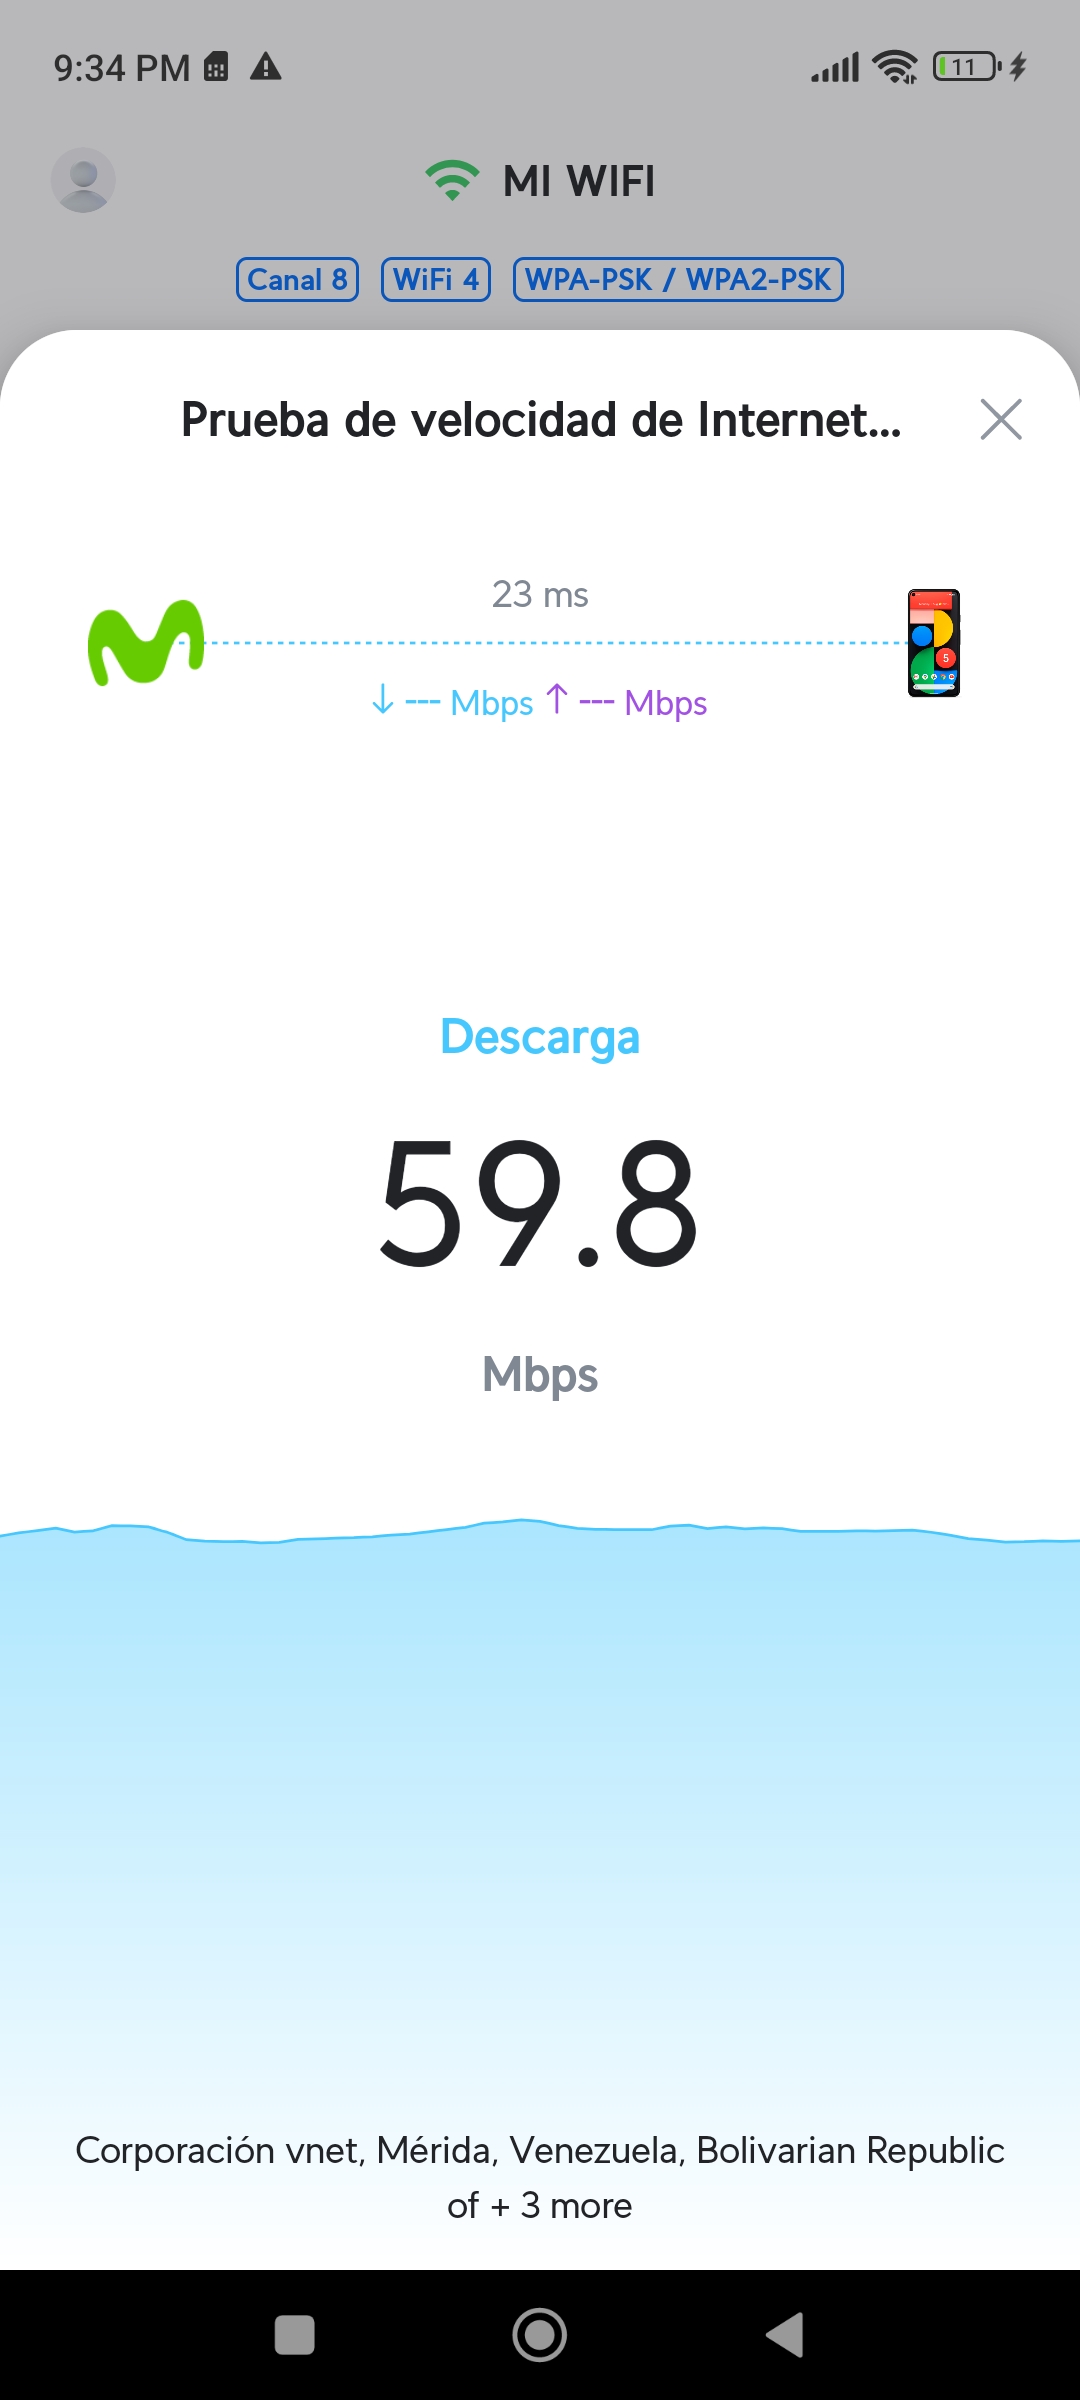 9:34 PM 11
MI WIFI
Canal 8 WiFi 4 WPA-PSK / WPA2-PSK
Prueba de velocidad de Internet...
23 ms
↓ --- Mbps ↑ --- Mbps
5
Descarga
59.8
Mbps
Corporación vnet, Mérida, Venezuela, Bolivarian Republic
of + 3 more